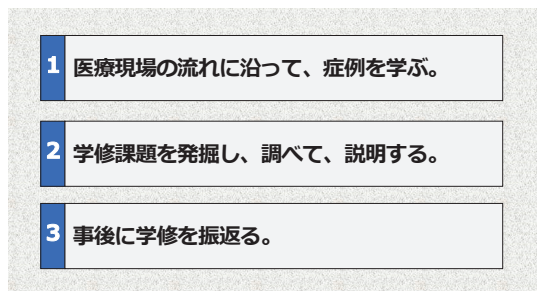 1 医療現場の流れに沿って、症例を学ぶ。
2 学修課題を発掘し、調べて、説明する。
3 事後に学修を振返る。